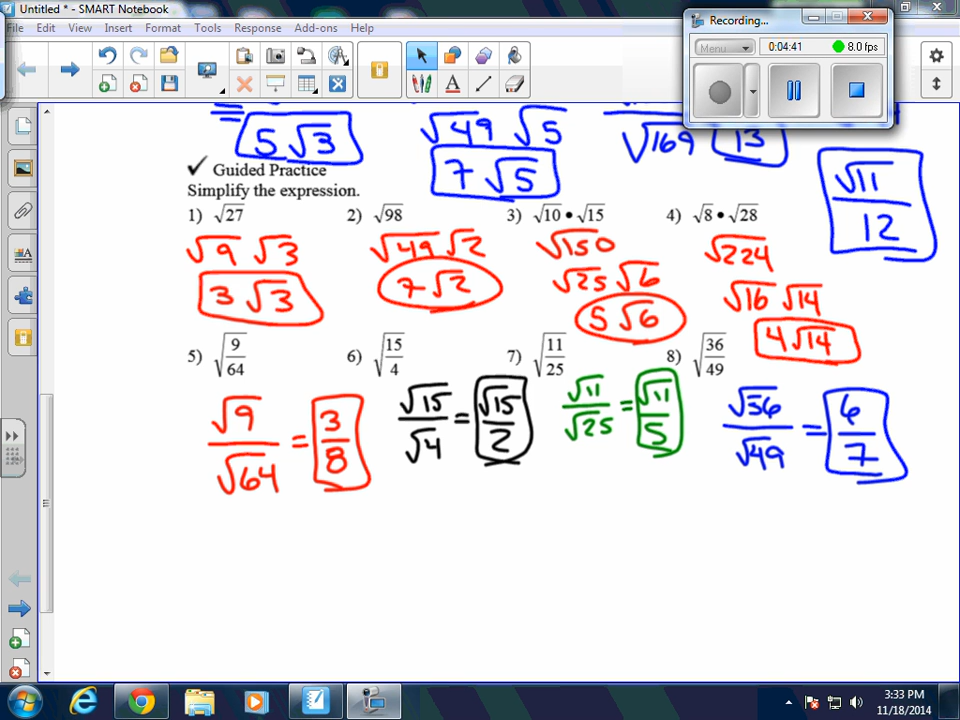 Untitled * - SMART Notebook
File Edit View Insert Format Tools Response Add-ons Help
Recording...
Menu 0:04:41 8.0 fps
5 √3
√49 √5
7 √5
√169 13
√11
12
✓ Guided Practice
Simplify the expression.
1) √27 2) √98 3) √10 • √15 4) √8 • √28
√9 √3 √49 √2 √150 √224
3 √3 7 √2 √25 √6 √16 √14
5 √6 4 √14
5) √9/64 6) √15/4 7) √11/25 8) √36/49
√9/√64 = 3/8 √15/√4 = √15/2 √11/√25 = √11/5 √36/√49 = 6/7
3:33 PM
11/18/2014